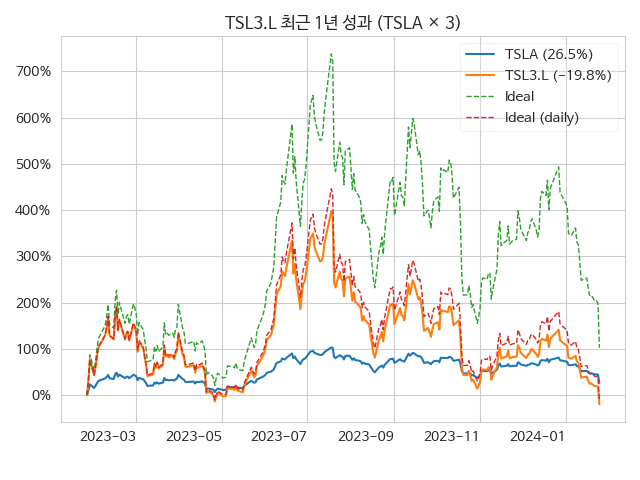 TSL3.L 최근 1년 성과 (TSLA × 3)
TSLA (26.5%)
TSL3.L (−19.8%)
Ideal
Ideal (daily)
700%
600%
500%
400%
300%
200%
100%
0%
2023−03
2023−05
2023−07
2023−09
2023−11
2024−01